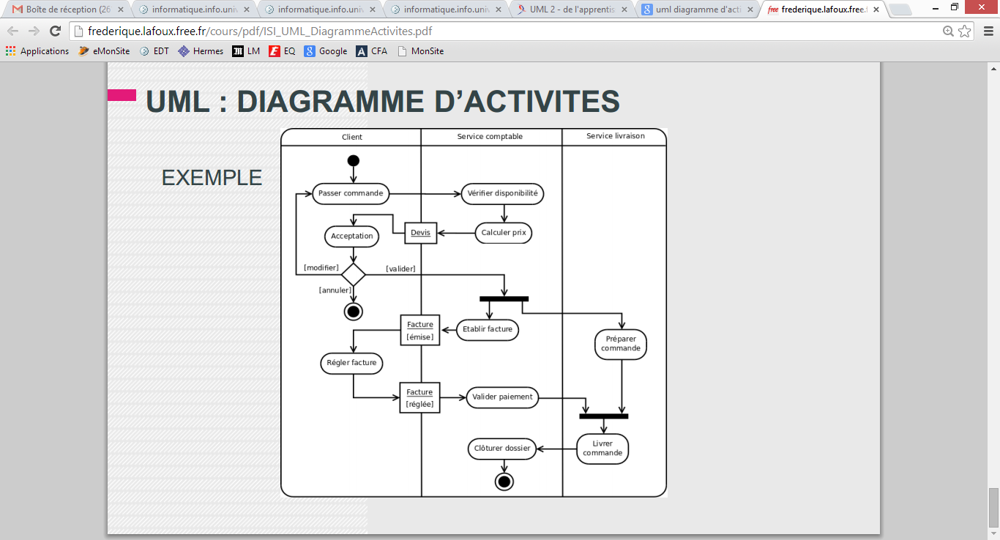 Boîte de réception (26
informatique.info.univ
informatique.info.univ
informatique.info.univ
UML 2 - de l'apprentis
uml diagramme d'acti
free frederique.lafoux.free.f
frederique.lafoux.free.fr/cours/pdf/ISI_UML_DiagrammeActivites.pdf
Applications eMonSite EDT Hermes LM EQ Google CFA MonSite
UML : DIAGRAMME D’ACTIVITES
EXEMPLE
Client Service comptable Service livraison
Passer commande Vérifier disponibilité
Acceptation Devis Calculer prix
[modifier] [valider]
[annuler]
Facture
[émise]
Etablir facture
Préparer
commande
Régler facture
Facture
[réglée]
Valider paiement
Clôturer dossier
Livrer
commande